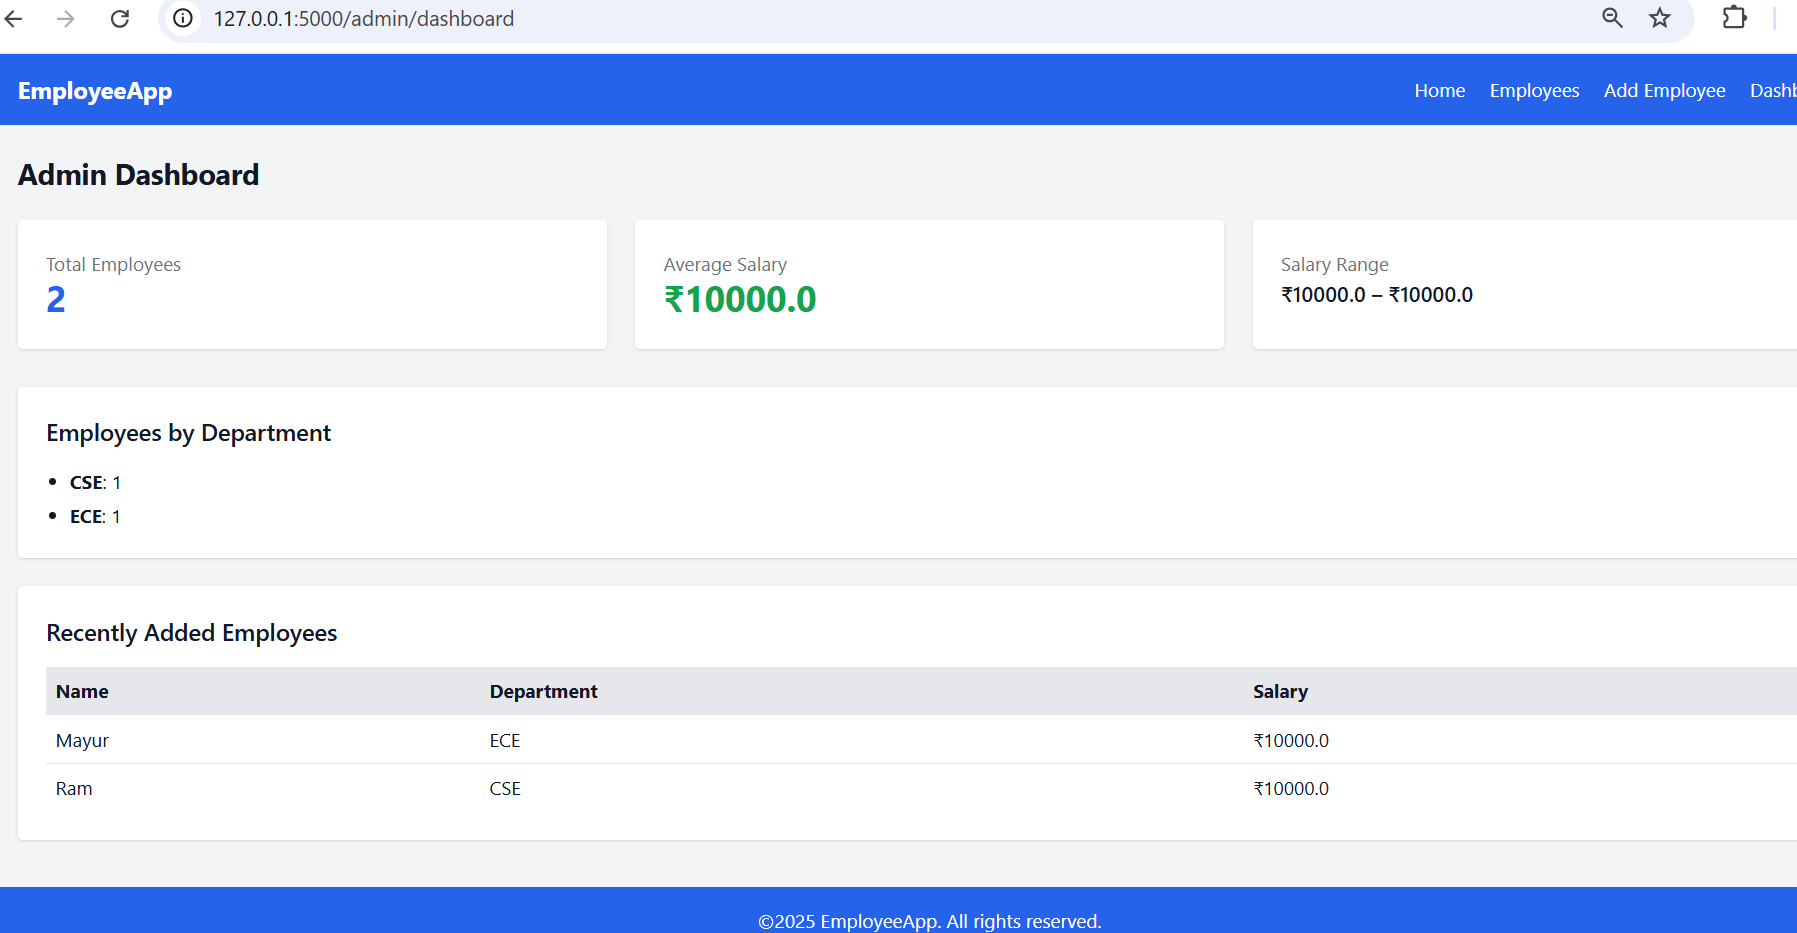 127.0.0.1:5000/admin/dashboard
EmployeeApp
Home Employees Add Employee Dashb
Admin Dashboard
Total Employees
2
Average Salary
₹10000.0
Salary Range
₹10000.0 – ₹10000.0
Employees by Department
• CSE: 1
• ECE: 1
Recently Added Employees
Name Department Salary
Mayur ECE ₹10000.0
Ram CSE ₹10000.0
©2025 EmployeeApp. All rights reserved.